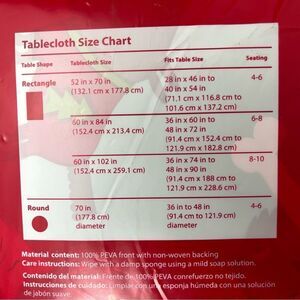 Tablecloth Size Chart
Table Shape Tablecloth Size Fits Table Size Seating
Rectangle 52 in x 70 in 28 in x 46 in to 4-6
(132.1 cm x 177.8 cm) 40 in x 54 in
(71.1 cm x 116.8 cm to
101.6 cm x 137.2 cm)
60 in x 84 in 36 in x 60 in to 6-8
(152.4 cm x 213.4 cm) 48 in x 72 in
(91.4 cm x 152.4 cm to
121.9 cm x 182.8 cm)
60 in x 102 in 36 in x 74 in to 8-10
(152.4 cm x 259.1 cm) 48 in x 90 in
(91.4 cm x 188 cm to
121.9 cm x 228.6 cm)
Round 70 in 36 in to 48 in 4-6
(177.8 cm) (91.4 cm to 121.9 cm)
diameter diameter
Material content: 100% PEVA front with non-woven backing
Care instructions: Wipe with a damp sponge using a mild soap solution.
Contenido del material: Frente de 100% PEVA con refuerzo no tejido.
Instrucciones de cuidado: Limpiar con una esponja húmeda con una solución
de jabón suave